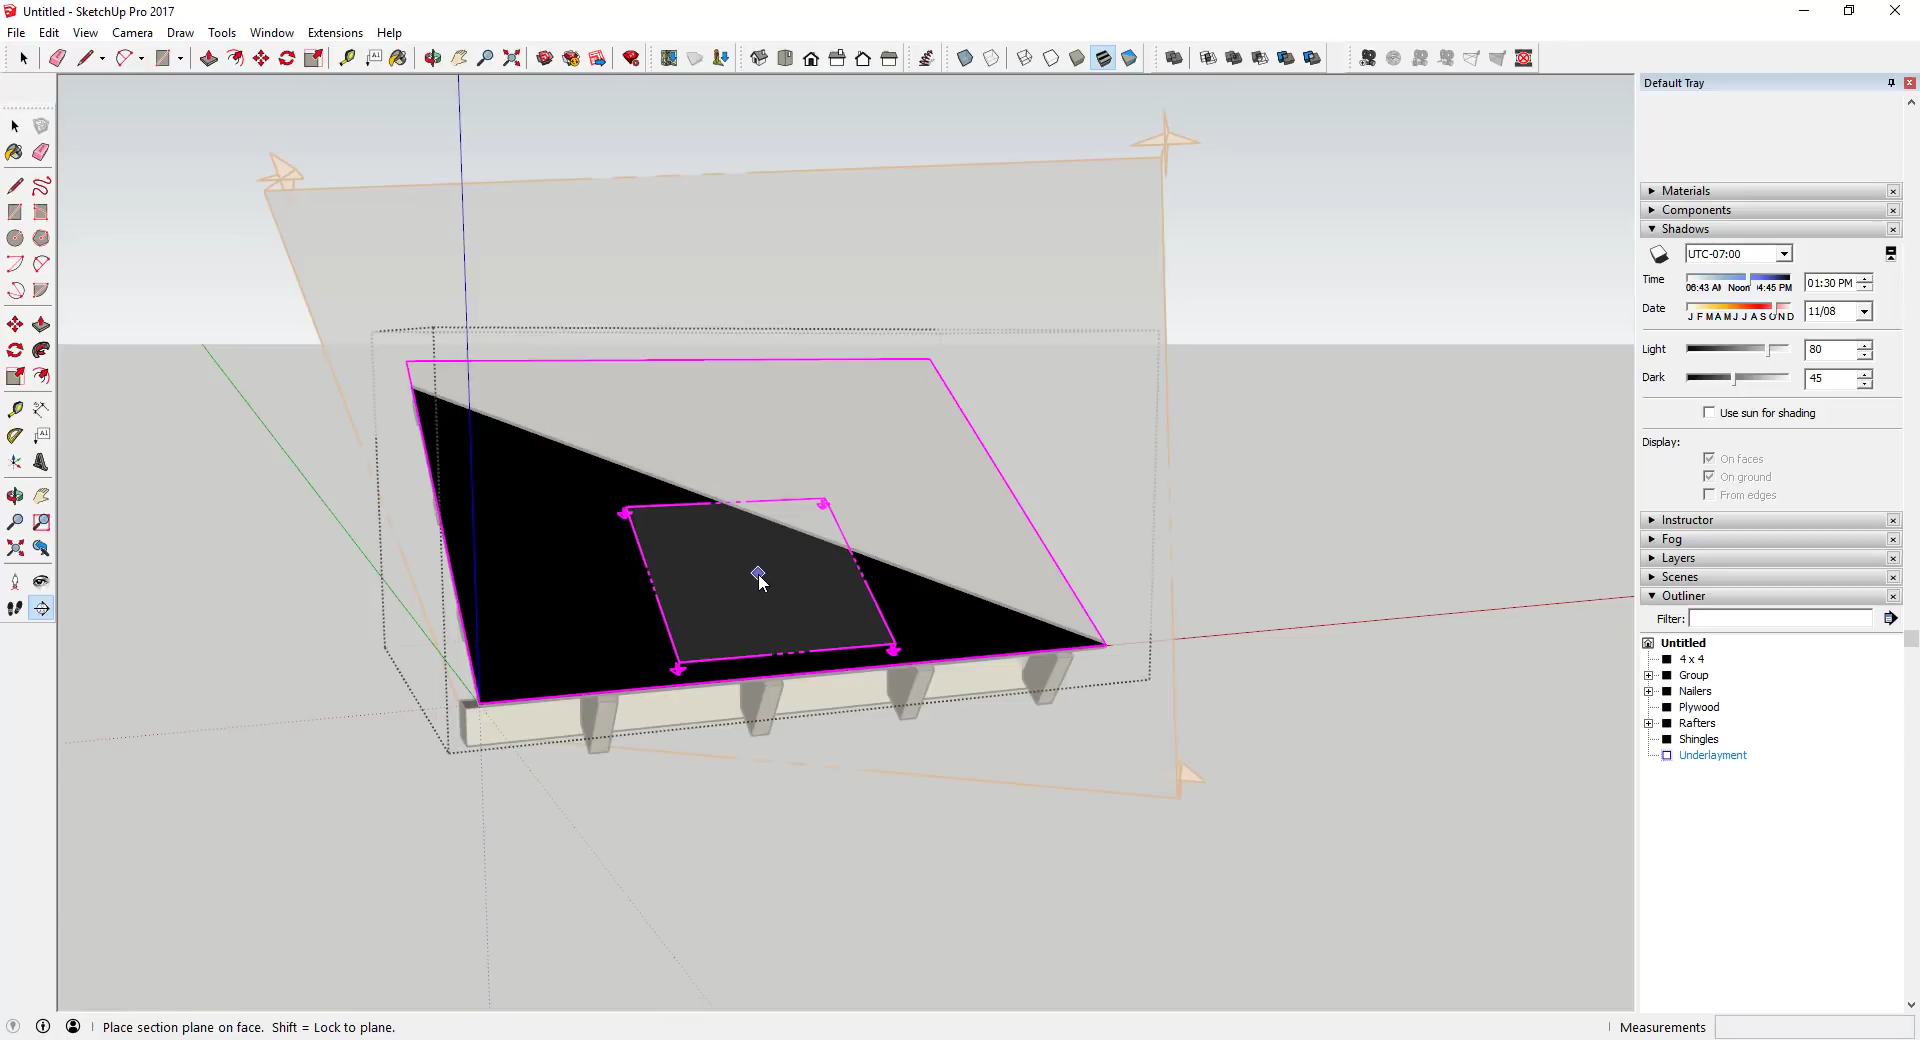 Untitled - SketchUp Pro 2017
File Edit View Camera Draw Tools Window Extensions Help
Default Tray
Materials
Components
Shadows
UTC-07:00
Time
06:43 AM Noon 04:45 PM
01:30 PM
Date
J F M A M J J A S O N D
11/08
Light
80
Dark
45
Use sun for shading
Display:
On faces
On ground
From edges
Instructor
Fog
Layers
Scenes
Outliner
Filter:
Untitled
4 x 4
Group
Nailers
Plywood
Rafters
Shingles
Underlayment
Place section plane on face. Shift = Lock to plane.
Measurements